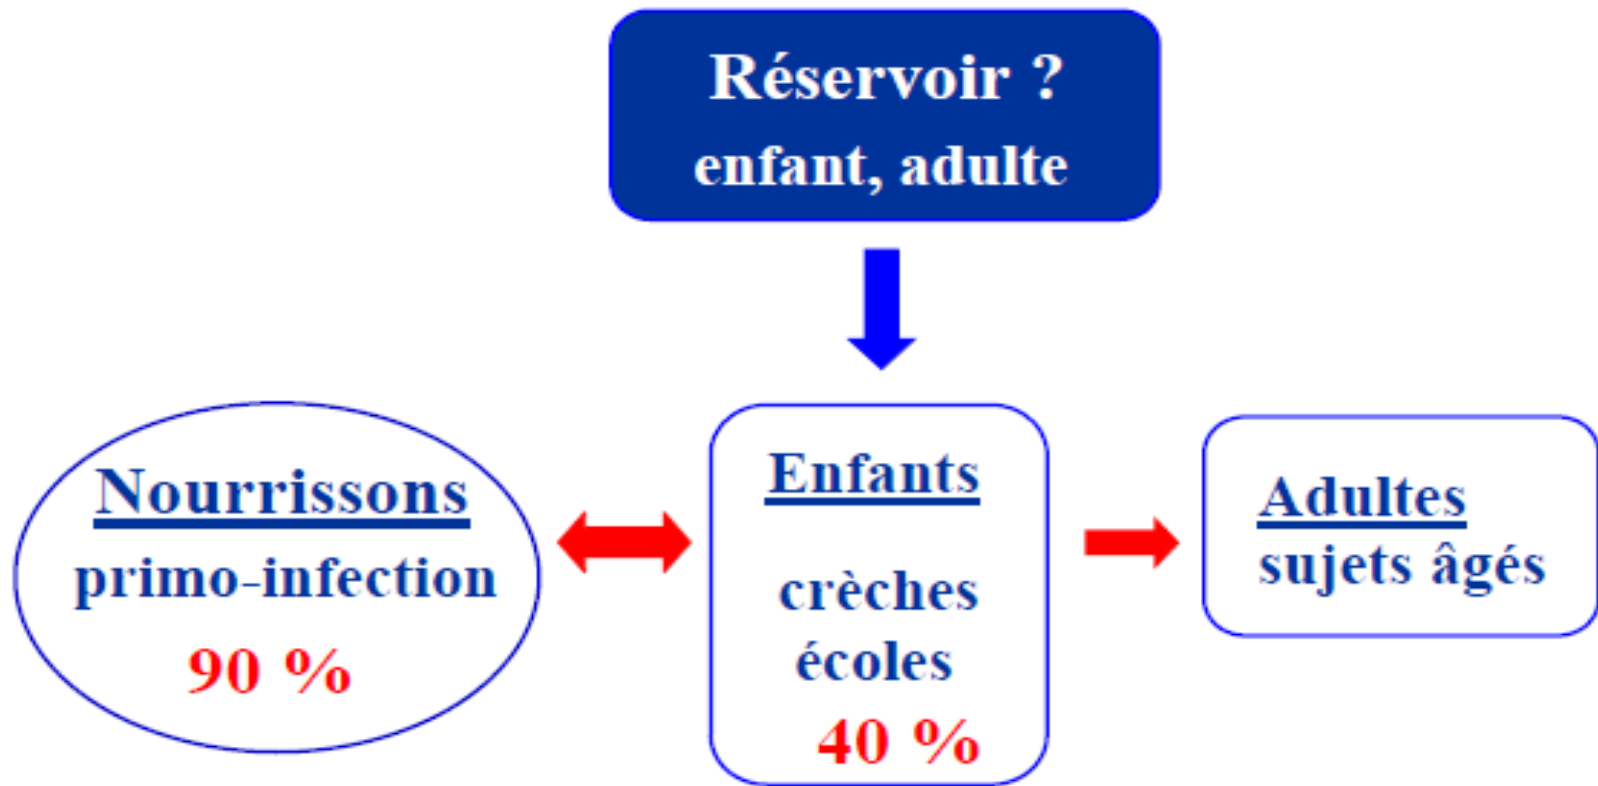 Réservoir ?
enfant, adulte
Nourrissons
primo-infection
90 %
Enfants
crèches
écoles
40 %
Adultes
sujets âgés